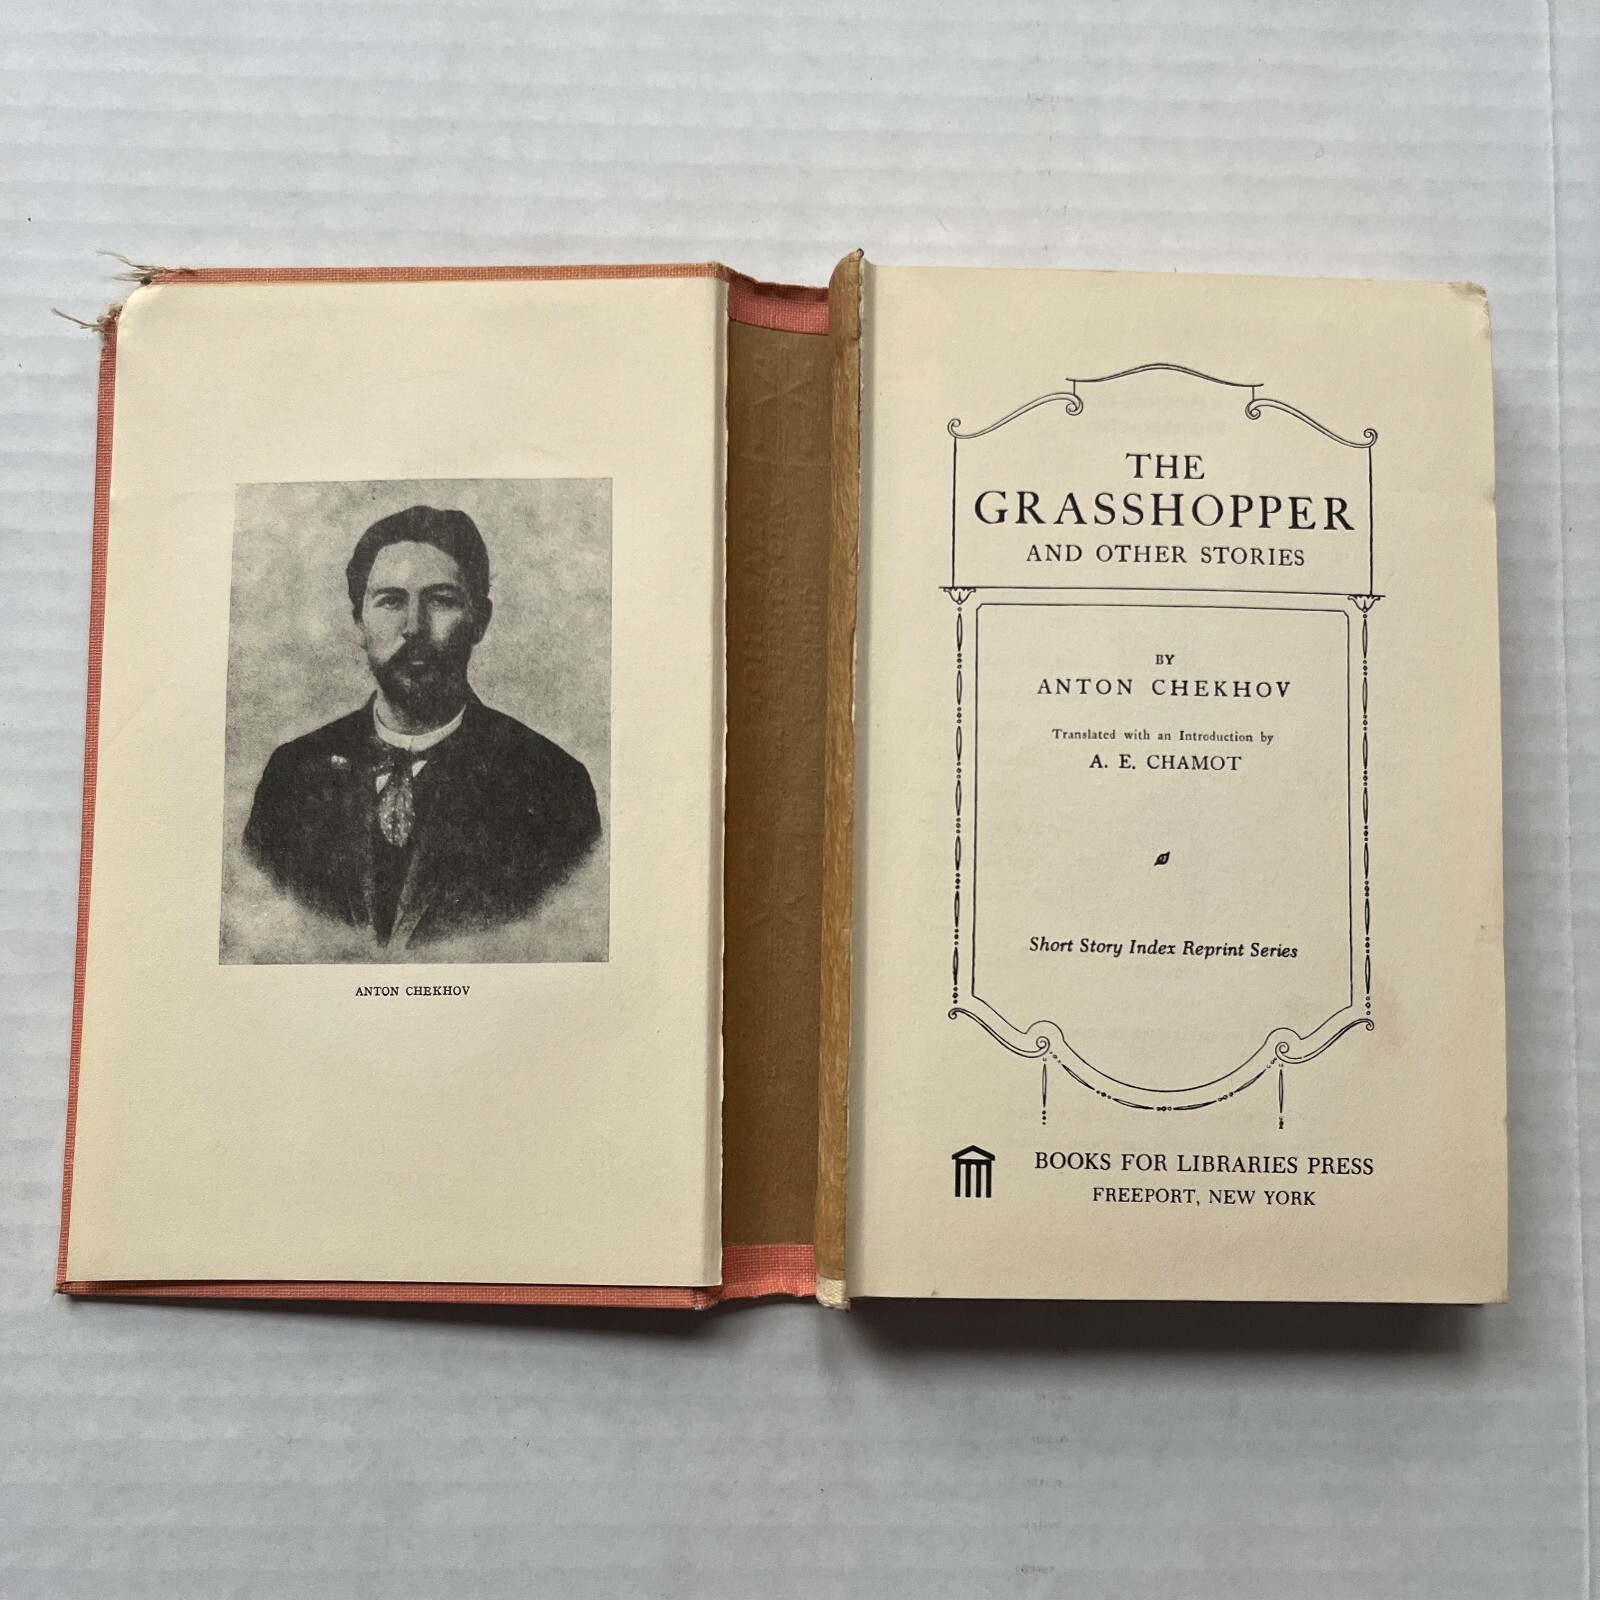 ANTON CHEKHOV
THE
GRASSHOPPER
AND OTHER STORIES
BY
ANTON CHEKHOV
Translated with an Introduction by
A. E. CHAMOT
Short Story Index Reprint Series
BOOKS FOR LIBRARIES PRESS
FREEPORT, NEW YORK